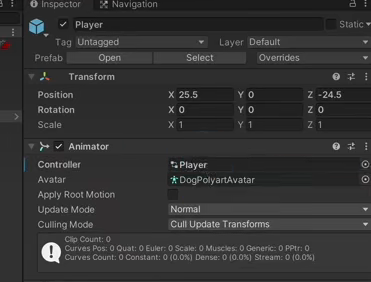 Inspector Navigation
Player Static
Tag Untagged Layer Default
Prefab Open Select Overrides
Transform
Position X 25.5 Y 0 Z -24.5
Rotation X 0 Y 0 Z 0
Scale X 1 Y 1 Z 1
Animator
Controller Player
Avatar DogPolyartAvatar
Apply Root Motion
Update Mode Normal
Culling Mode Cull Update Transforms
Clip Count: 0
Curves Pos: 0 Quat: 0 Euler: 0 Scale: 0 Muscles: 0 Generic: 0 PPtr: 0
Curves Count: 0 Constant: 0 (0.0%) Dense: 0 (0.0%) Stream: 0 (0.0%)